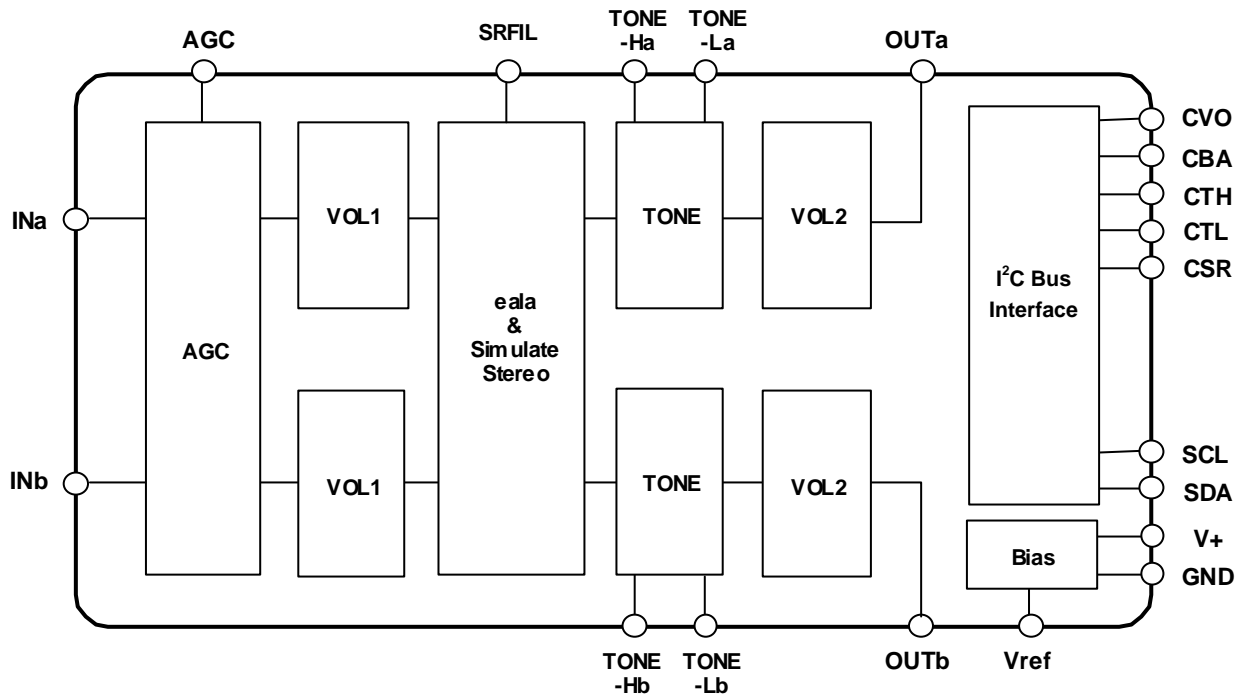 AGC
SRFIL
TONE
-Ha
TONE
-La
OUTa
CVO
CBA
CTH
CTL
CSR
INa
VOL1
TONE
VOL2
I²C Bus
Interface
AGC
eala
&
Simulate
Stereo
INb
VOL1
TONE
VOL2
SCL
SDA
V+
GND
Bias
TONE
-Hb
TONE
-Lb
OUTb
Vref